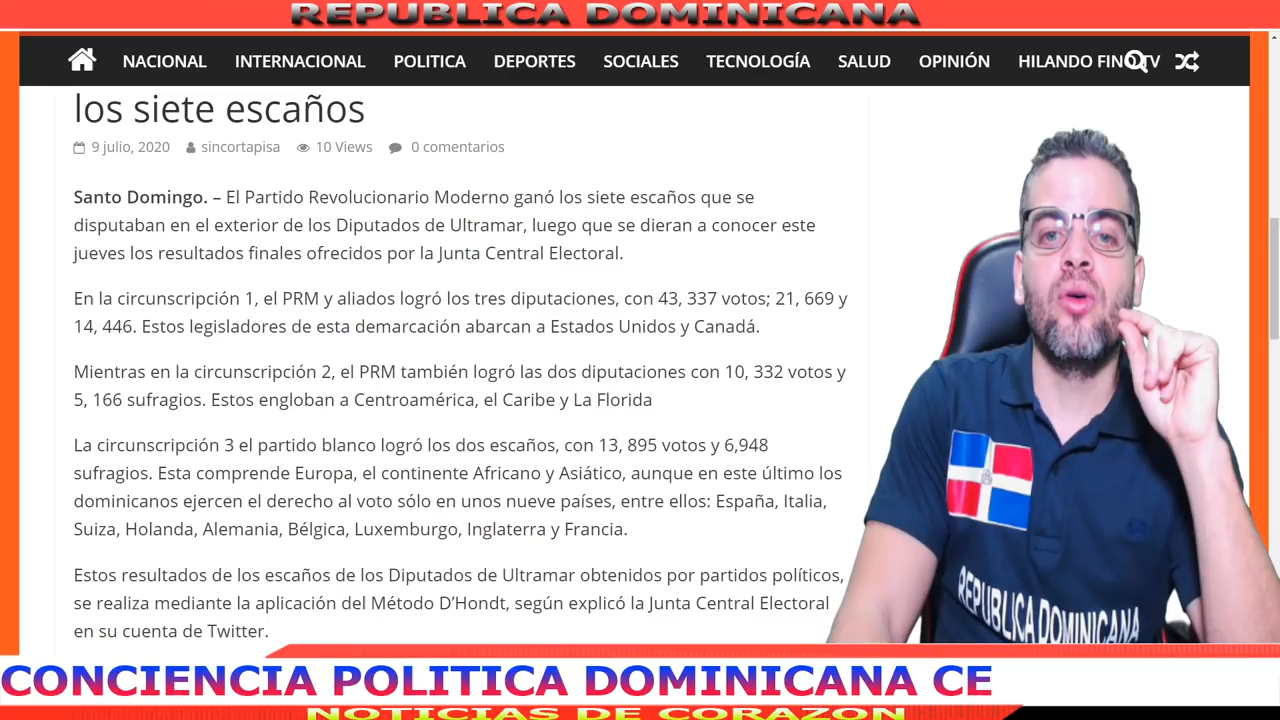 REPUBLICA DOMINICANA
NACIONAL INTERNACIONAL POLITICA DEPORTES SOCIALES TECNOLOGÍA SALUD OPINIÓN HILANDO FINO TV
los siete escaños
9 julio, 2020 sincortapisa 10 Views 0 comentarios
Santo Domingo. – El Partido Revolucionario Moderno ganó los siete escaños que se
disputaban en el exterior de los Diputados de Ultramar, luego que se dieran a conocer este
jueves los resultados finales ofrecidos por la Junta Central Electoral.
En la circunscripción 1, el PRM y aliados logró los tres diputaciones, con 43, 337 votos; 21, 669 y
14, 446. Estos legisladores de esta demarcación abarcan a Estados Unidos y Canadá.
Mientras en la circunscripción 2, el PRM también logró las dos diputaciones con 10, 332 votos y
5, 166 sufragios. Estos engloban a Centroamérica, el Caribe y La Florida
La circunscripción 3 el partido blanco logró los dos escaños, con 13, 895 votos y 6,948
sufragios. Esta comprende Europa, el continente Africano y Asiático, aunque en este último los
dominicanos ejercen el derecho al voto sólo en unos nueve países, entre ellos: España, Italia,
Suiza, Holanda, Alemania, Bélgica, Luxemburgo, Inglaterra y Francia.
Estos resultados de los escaños de los Diputados de Ultramar obtenidos por partidos políticos,
se realiza mediante la aplicación del Método D'Hondt, según explicó la Junta Central Electoral
en su cuenta de Twitter.
REPUBLICA DOMINICANA
CONCIENCIA POLITICA DOMINICANA CE
NOTICIAS DE CORAZON